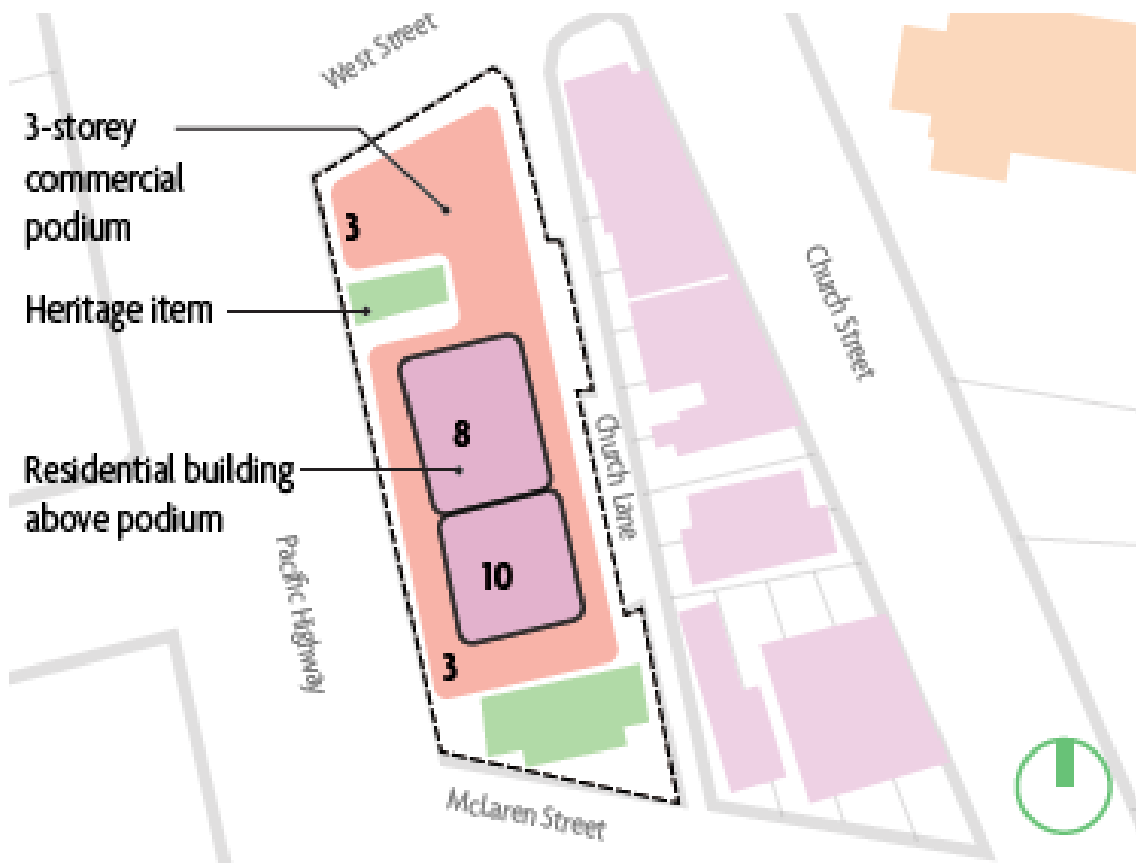 West Street
3-storey
commercial
podium
3
Heritage item
Church Street
8
Church Lane
Residential building
above podium
10
Pacific Highway
3
McLaren Street